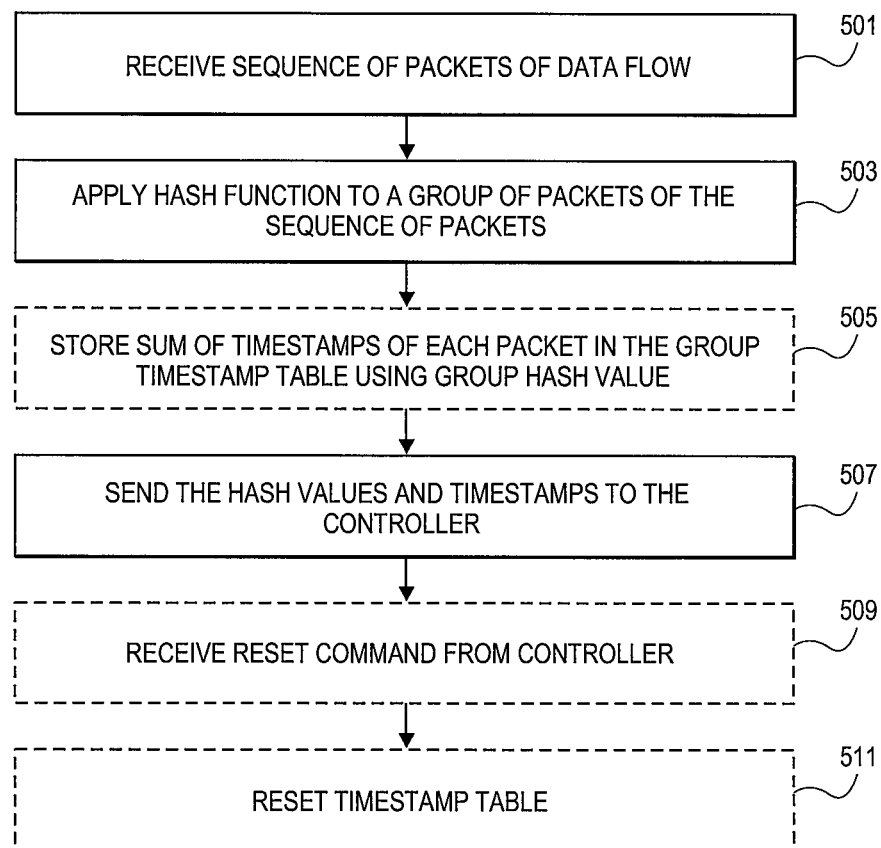 501
RECEIVE SEQUENCE OF PACKETS OF DATA FLOW
503
APPLY HASH FUNCTION TO A GROUP OF PACKETS OF THE
SEQUENCE OF PACKETS
505
STORE SUM OF TIMESTAMPS OF EACH PACKET IN THE GROUP
TIMESTAMP TABLE USING GROUP HASH VALUE
507
SEND THE HASH VALUES AND TIMESTAMPS TO THE
CONTROLLER
509
RECEIVE RESET COMMAND FROM CONTROLLER
511
RESET TIMESTAMP TABLE